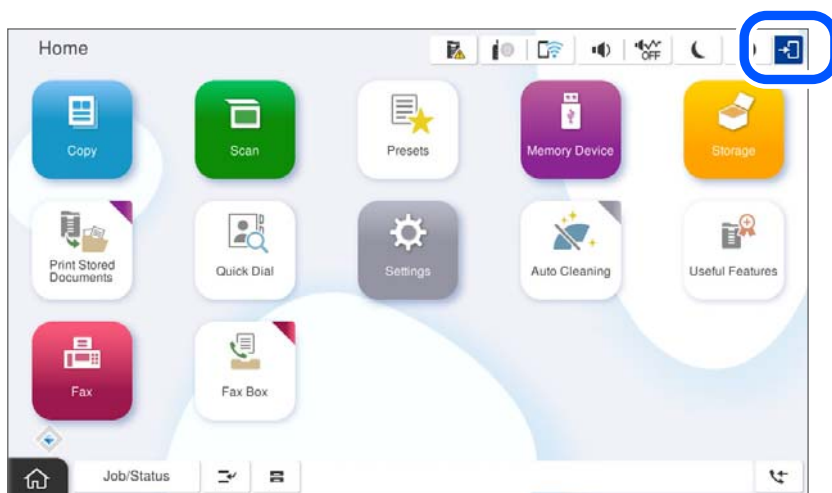 Home
OFF
Copy
Scan
Presets
Memory Device
Storage
Print Stored
Documents
Quick Dial
Settings
Auto Cleaning
Useful Features
Fax
Fax Box
Job/Status